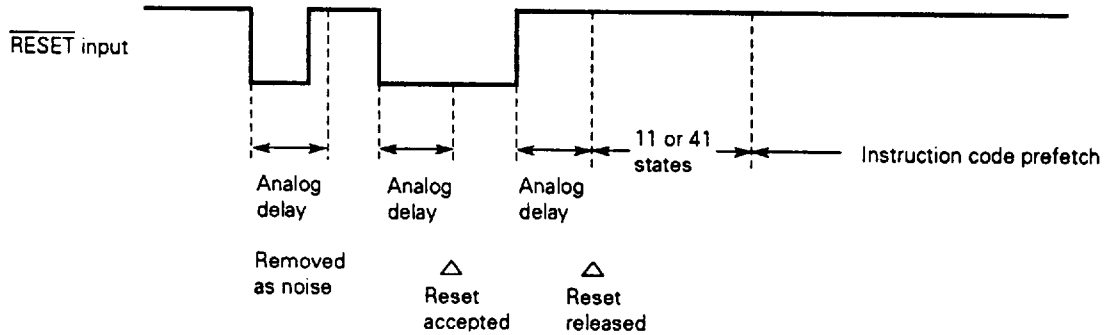 RESET input
11 or 41
states
Instruction code prefetch
Analog
delay
Analog
delay
Analog
delay
Removed
as noise
Reset
accepted
Reset
released